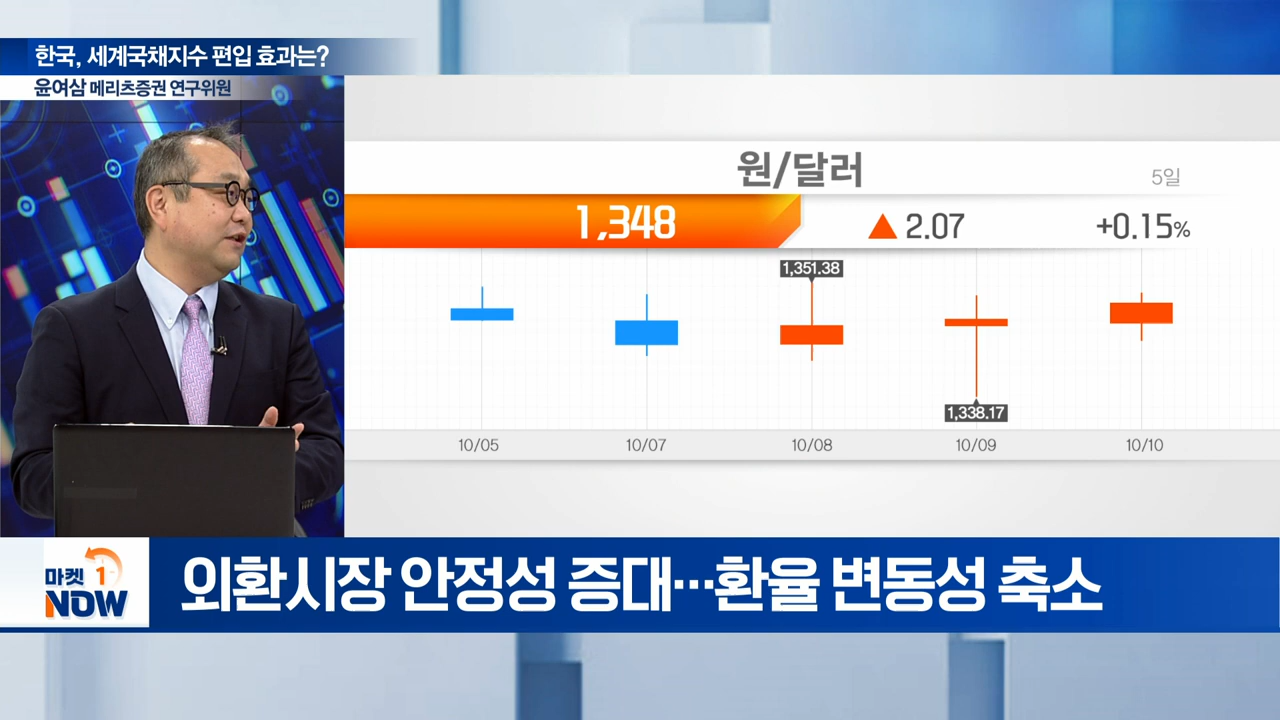 한국, 세계국채지수 편입 효과는?
윤여삼 메리츠증권 연구위원
원/달러
5일
1,348 ▲ 2.07 +0.15%
1,351.38
1,338.17
10/05 10/07 10/08 10/09 10/10
마켓 1
NOW
외환시장 안정성 증대…환율 변동성 축소